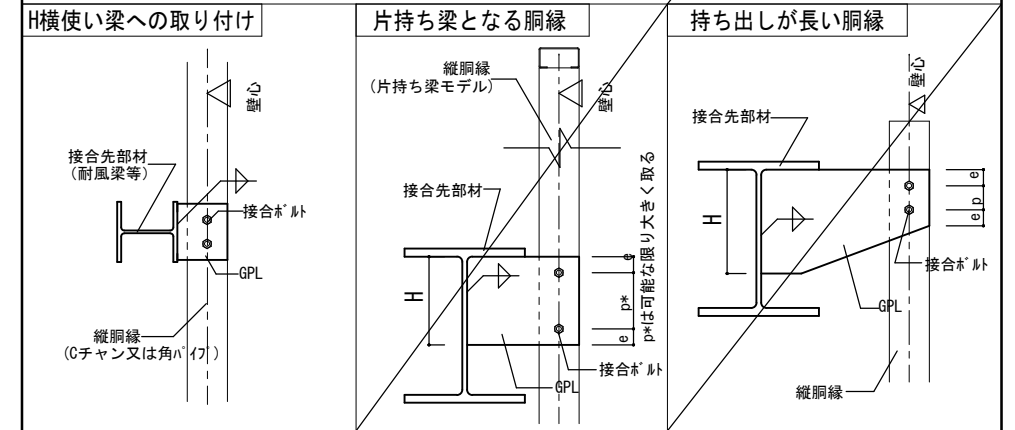 H横使い梁への取り付け
壁心
接合先部材
(耐風梁等)
接合ボルト
GPL
縦胴縁
(Cチャン又は角パイプ)
片持ち梁となる胴縁
縦胴縁
(片持ち梁モデル)
壁心
接合先部材
H
e
p*
e
p*は可能な限り大きく取る
接合ボルト
GPL
持ち出しが長い胴縁
壁心
接合先部材
H
e
p
e
接合ボルト
GPL
縦胴縁